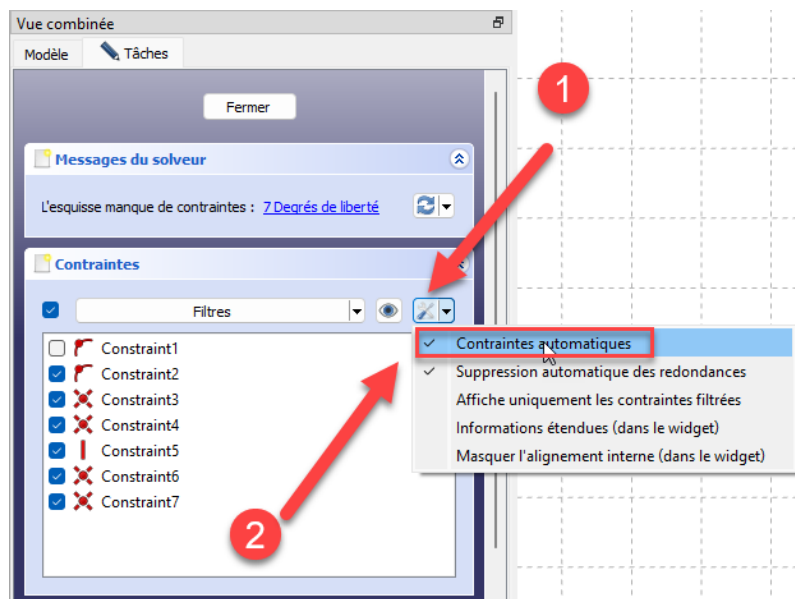 Vue combinée
Modèle
Tâches
1
Fermer
Messages du solveur
L'esquisse manque de contraintes : 7 Degrés de liberté
Contraintes
Filtres
Contraintes automatiques
Suppression automatique des redondances
Affiche uniquement les contraintes filtrées
Informations étendues (dans le widget)
Masquer l'alignement interne (dans le widget)
Constraint1
Constraint2
Constraint3
Constraint4
Constraint5
Constraint6
Constraint7
2